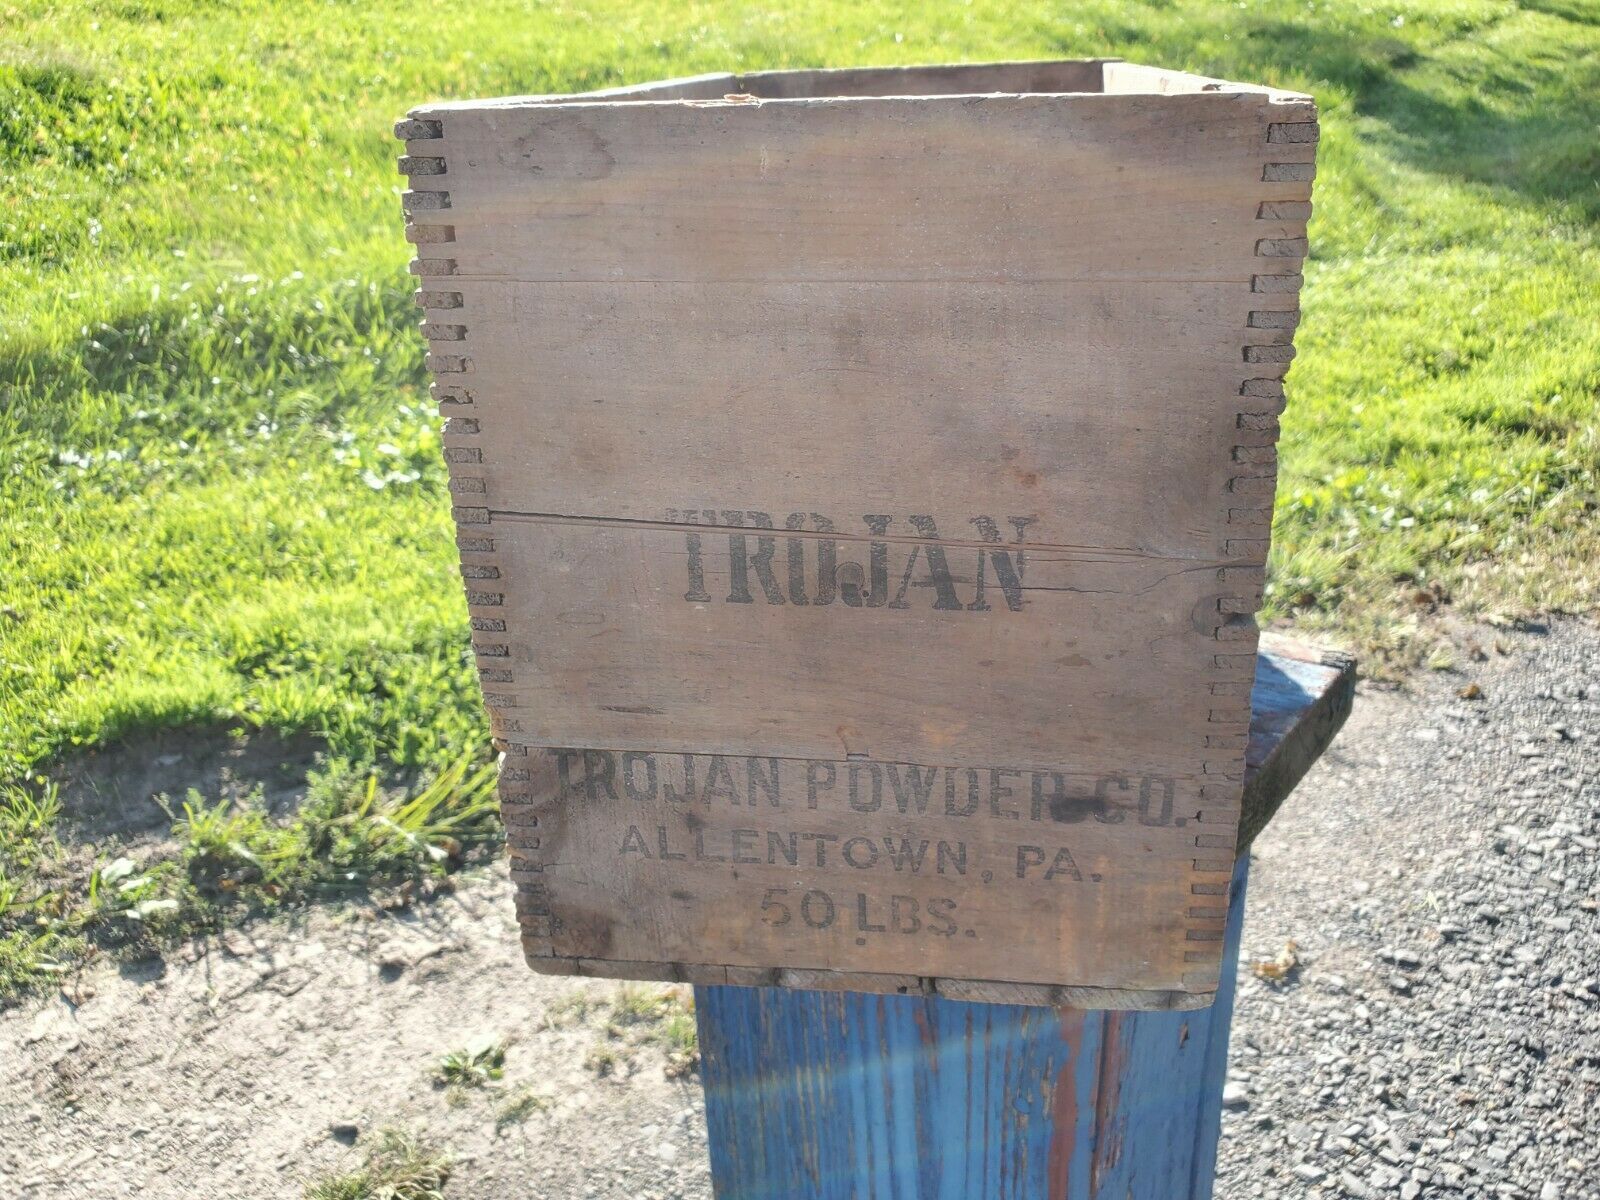 TROJAN
TROJAN POWDER CO.
ALLENTOWN, PA.
50 LBS.